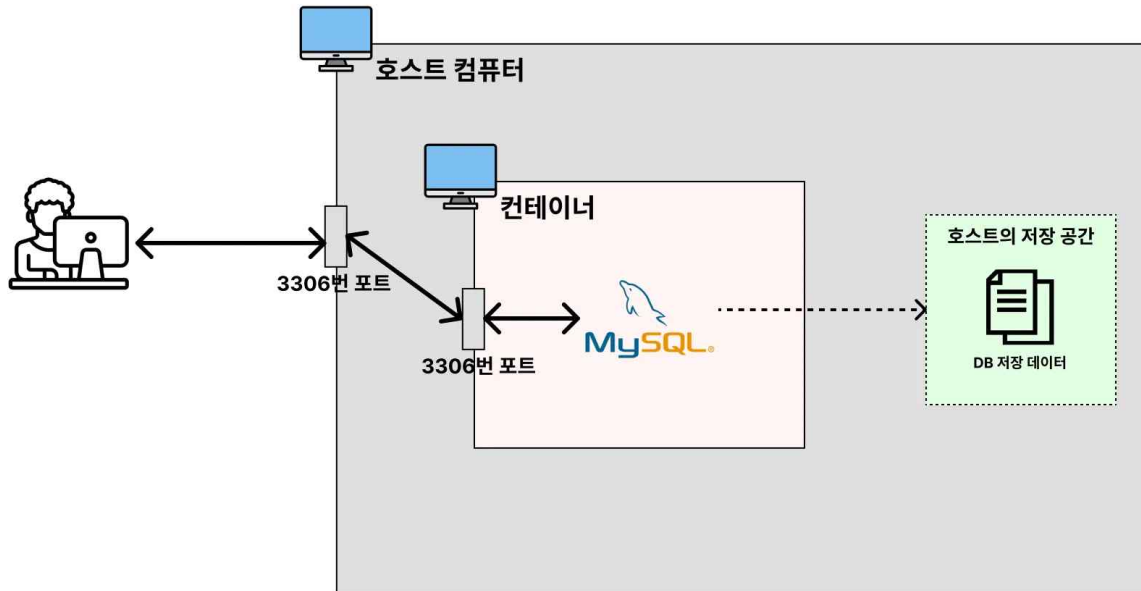 호스트 컴퓨터
컨테이너
호스트의 저장 공간
3306번 포트
MySQL®
3306번 포트
DB 저장 데이터